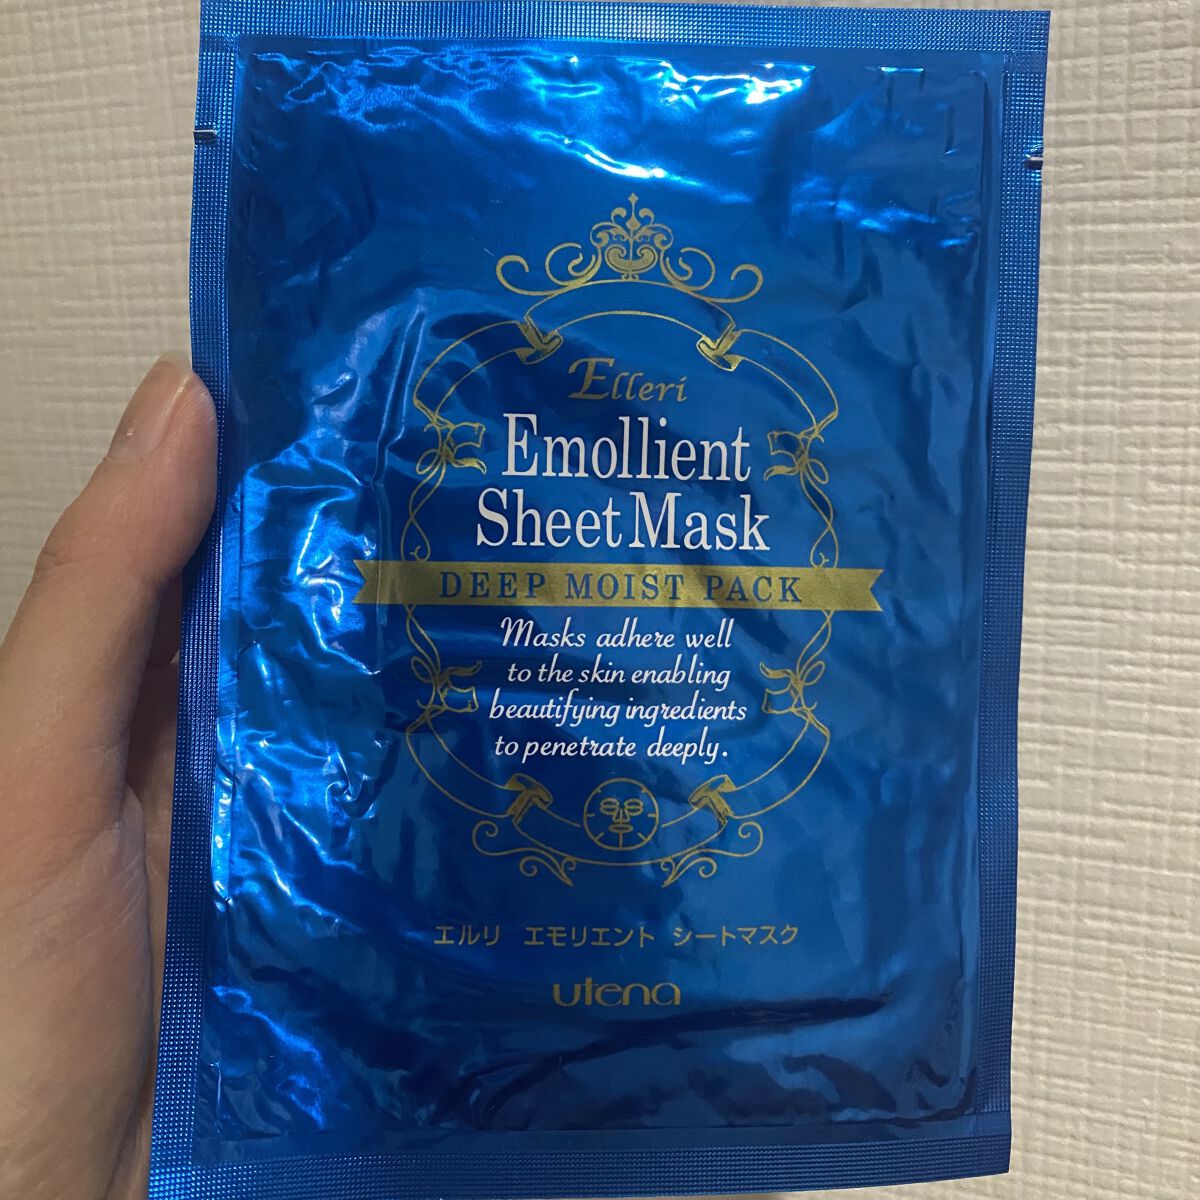 Elleri
Emollient
Sheet Mask
DEEP MOIST PACK
Masks adhere well
to the skin enabling
beautifying ingredients
to penetrate deeply.
エルリ エモリエント シートマスク
utena